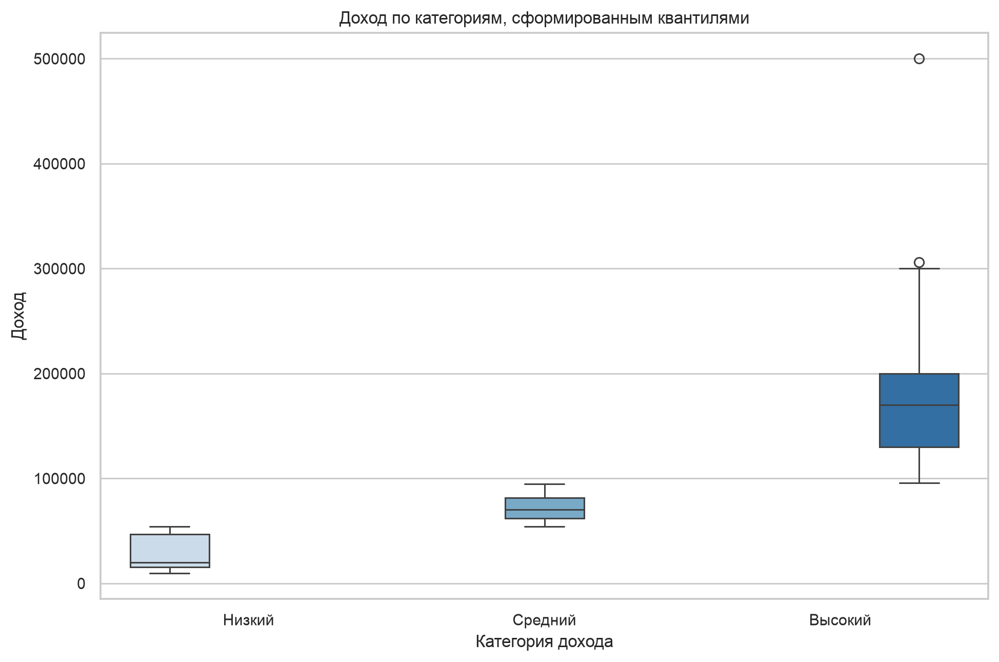 Доход по категориям, сформированным квантилями
500000
400000
300000
200000
100000
0
Доход
Низкий
Средний
Высокий
Категория дохода